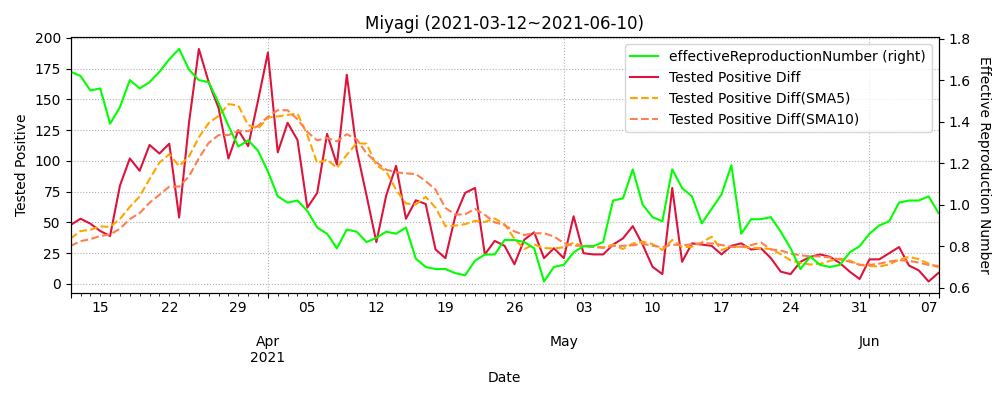 Miyagi (2021-03-12~2021-06-10)
effectiveReproductionNumber (right)
Tested Positive Diff
Tested Positive Diff(SMA5)
Tested Positive Diff(SMA10)
Tested Positive
200
175
150
125
100
75
50
25
0
Effective Reproduction Number
1.8
1.6
1.4
1.2
1.0
0.8
0.6
15 22 29 05 12 19 26 03 10 17 24 31 07
Apr May Jun
2021
Date